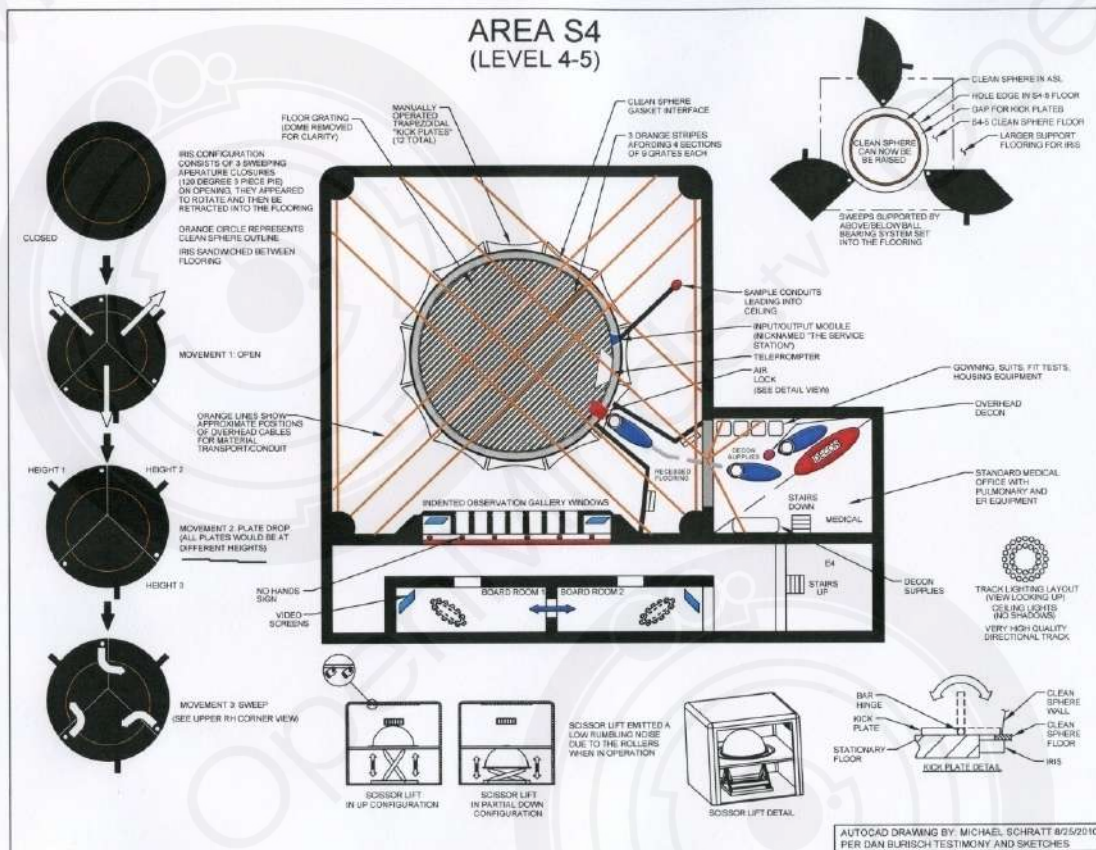 AREA S4
(LEVEL 4-5)
IRIS CONFIGURATION
CONSISTS OF 3 SWEEPING
APERATURE CLOSURES
(120 DEGREE 3 PIECE PIE)
ON OPENING, THEY APPEARED
TO ROTATE AND THEN BE
RETRACTED INTO THE FLOORING
ORANGE CIRCLE REPRESENTS
CLEAN SPHERE OUTLINE
IRIS SANDWICHED BETWEEN
FLOORING
CLOSED
MOVEMENT 1: OPEN
HEIGHT 1
HEIGHT 2
MOVEMENT 2: PLATE DROP
(ALL PLATES WOULD BE AT
DIFFERENT HEIGHTS)
HEIGHT 3
MOVEMENT 3: SWEEP
(SEE UPPER RH CORNER VIEW)
FLOOR GRATING
(DOME REMOVED
FOR CLARITY)
MANUALLY
OPERATED
TRAPEZOIDAL
"KICK PLATES"
(12 TOTAL)
CLEAN SPHERE
GASKET INTERFACE
3 ORANGE STRIPES
AFORDING 4 SECTIONS
OF 9 GRATES EACH
SAMPLE CONDUITS
LEADING INTO
CEILING
INPUT/OUTPUT MODULE
(NICKNAMED "THE SERVICE
STATION")
TELEPROMPTER
AIR
LOCK
(SEE DETAIL VIEW)
ORANGE LINES SHOW
APPROXIMATE POSITIONS
OF OVERHEAD CABLES
FOR MATERIAL
TRANSPORT/CONDUIT
RECESSED
FLOORING
INDENTED OBSERVATION GALLERY WINDOWS
NO HANDS
SIGN
VIDEO
SCREENS
BOARD ROOM 1
BOARD ROOM 2
CLEAN SPHERE
CAN NOW BE
BE RAISED
CLEAN SPHERE IN ASL
HOLE EDGE IN S4-5 FLOOR
GAP FOR KICK PLATES
S4-5 CLEAN SPHERE FLOOR
LARGER SUPPORT
FLOORING FOR IRIS
SWEEPS SUPPORTED BY
ABOVE/BELOW BALL
BEARING SYSTEM SET
INTO THE FLOORING
GOWNING, SUITS, FIT TESTS,
HOUSING EQUIPMENT
OVERHEAD
DECON
DECON
SUPPLIES
STANDARD MEDICAL
OFFICE WITH
PULMONARY AND
ER EQUIPMENT
STAIRS
DOWN
MEDICAL
STAIRS
UP
DECON
SUPPLIES
TRACK LIGHTING LAYOUT
(VIEW LOOKING UP)
CEILING LIGHTS
(NO SHADOWS)
VERY HIGH QUALITY
DIRECTIONAL TRACK
SCISSOR LIFT
IN UP CONFIGURATION
SCISSOR LIFT
IN PARTIAL DOWN
CONFIGURATION
SCISSOR LIFT EMITTED A
LOW RUMBLING NOISE
DUE TO THE ROLLERS
WHEN IN OPERATION
SCISSOR LIFT DETAIL
BAR
HINGE
KICK
PLATE
STATIONARY
FLOOR
CLEAN
SPHERE
WALL
CLEAN
SPHERE
FLOOR
IRIS
KICK PLATE DETAIL
AUTOCAD DRAWING BY: MICHAEL SCHRATT 8/25/2010
PER DAN BURISCH TESTIMONY AND SKETCHES